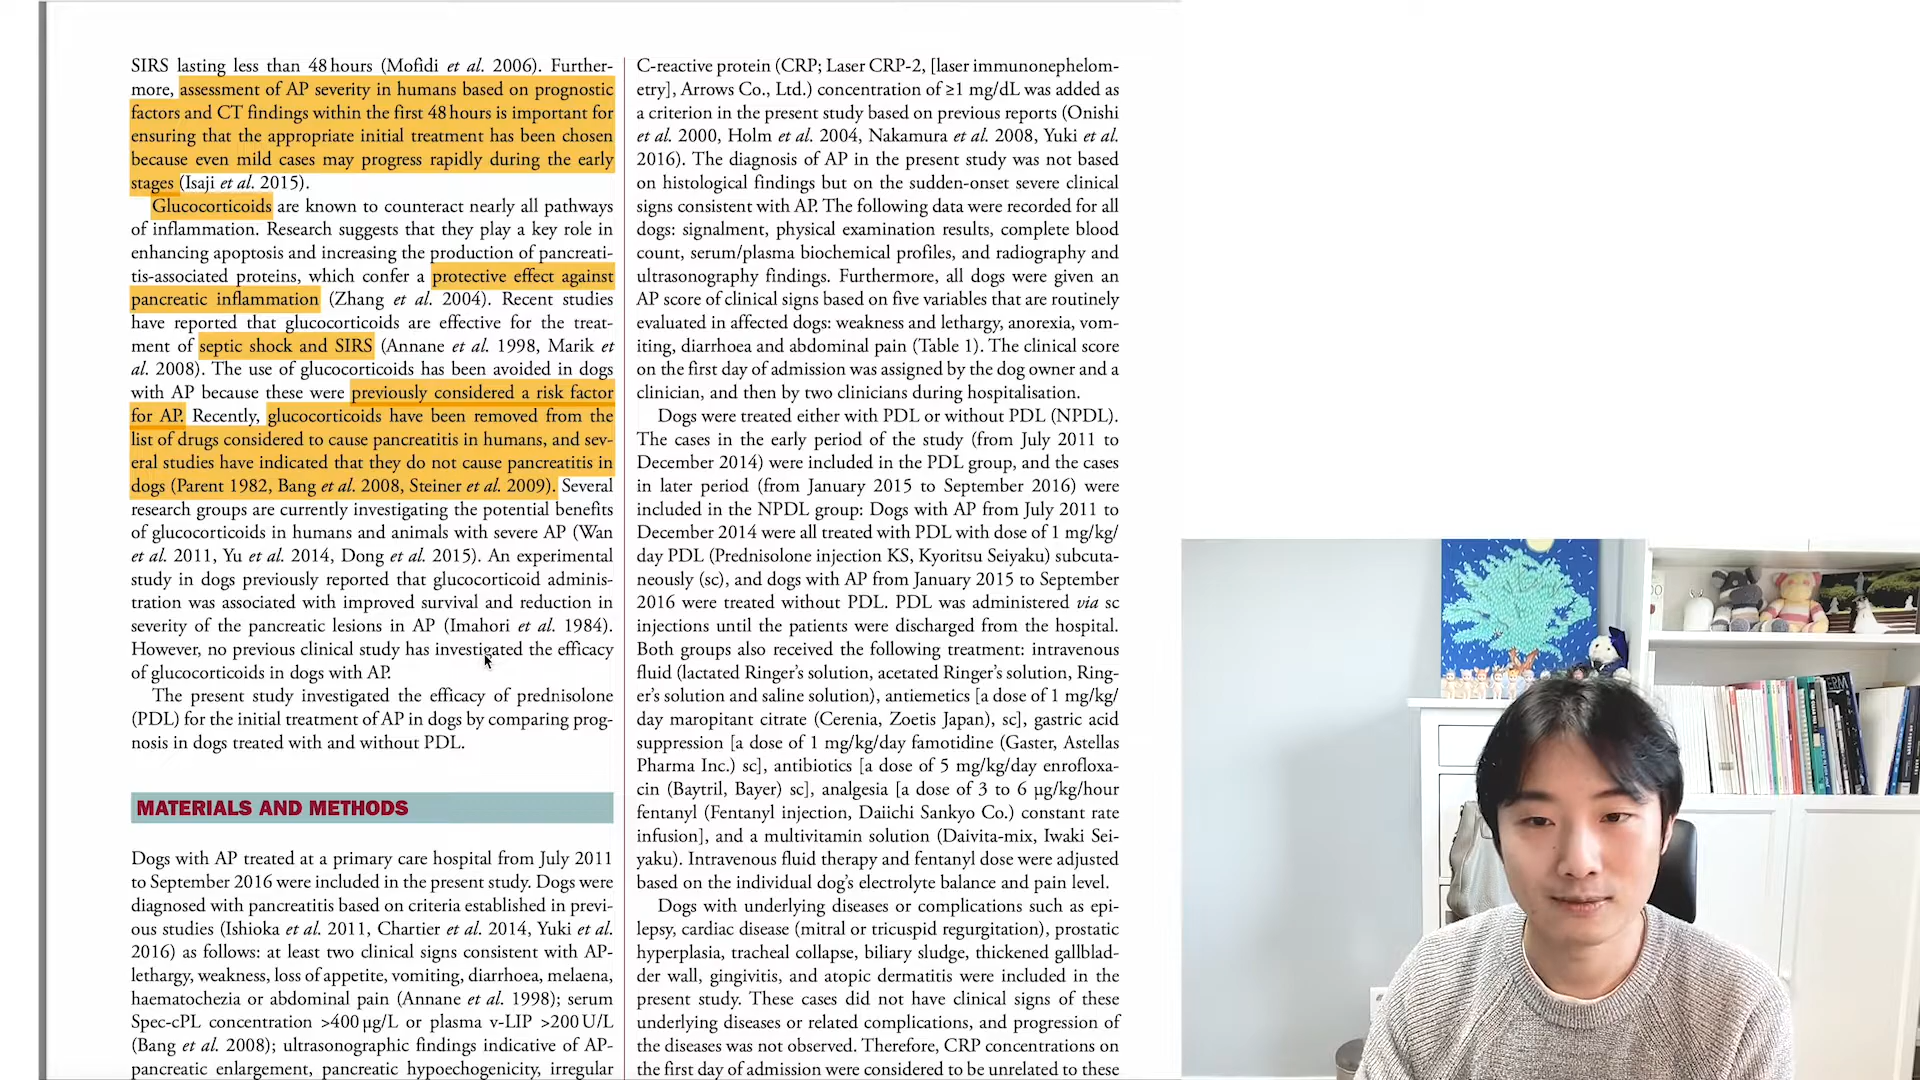 SIRS lasting less than 48 hours (Mofidi et al. 2006). Further-
more, assessment of AP severity in humans based on prognostic
factors and CT findings within the first 48 hours is important for
ensuring that the appropriate initial treatment has been chosen
because even mild cases may progress rapidly during the early
stages (Isaji et al. 2015).
Glucocorticoids are known to counteract nearly all pathways
of inflammation. Research suggests that they play a key role in
enhancing apoptosis and increasing the production of pancreati-
tis-associated proteins, which confer a protective effect against
pancreatic inflammation (Zhang et al. 2004). Recent studies
have reported that glucocorticoids are effective for the treat-
ment of septic shock and SIRS (Annane et al. 1998, Marik et
al. 2008). The use of glucocorticoids has been avoided in dogs
with AP because these were previously considered a risk factor
for AP. Recently, glucocorticoids have been removed from the
list of drugs considered to cause pancreatitis in humans, and sev-
eral studies have indicated that they do not cause pancreatitis in
dogs (Parent 1982, Bang et al. 2008, Steiner et al. 2009). Several
research groups are currently investigating the potential benefits
of glucocorticoids in humans and animals with severe AP (Wan
et al. 2011, Yu et al. 2014, Dong et al. 2015). An experimental
study in dogs previously reported that glucocorticoid adminis-
tration was associated with improved survival and reduction in
severity of the pancreatic lesions in AP (Imahori et al. 1984).
However, no previous clinical study has investigated the efficacy
of glucocorticoids in dogs with AP.
The present study investigated the efficacy of prednisolone
(PDL) for the initial treatment of AP in dogs by comparing prog-
nosis in dogs treated with and without PDL.
MATERIALS AND METHODS
Dogs with AP treated at a primary care hospital from July 2011
to September 2016 were included in the present study. Dogs were
diagnosed with pancreatitis based on criteria established in previ-
ous studies (Ishioka et al. 2011, Chartier et al. 2014, Yuki et al.
2016) as follows: at least two clinical signs consistent with AP-
lethargy, weakness, loss of appetite, vomiting, diarrhoea, melaena,
haematochezia or abdominal pain (Annane et al. 1998); serum
Spec-cPL concentration >400 µg/L or plasma v-LIP >200 U/L
(Bang et al. 2008); ultrasonographic findings indicative of AP-
pancreatic enlargement, pancreatic hypoechogenicity, irregular
C-reactive protein (CRP; Laser CRP-2, [laser immunonephelom-
etry], Arrows Co., Ltd.) concentration of ≥1 mg/dL was added as
a criterion in the present study based on previous reports (Onishi
et al. 2000, Holm et al. 2004, Nakamura et al. 2008, Yuki et al.
2016). The diagnosis of AP in the present study was not based
on histological findings but on the sudden-onset severe clinical
signs consistent with AP. The following data were recorded for all
dogs: signalment, physical examination results, complete blood
count, serum/plasma biochemical profiles, and radiography and
ultrasonography findings. Furthermore, all dogs were given an
AP score of clinical signs based on five variables that are routinely
evaluated in affected dogs: weakness and lethargy, anorexia, vom-
iting, diarrhoea and abdominal pain (Table 1). The clinical score
on the first day of admission was assigned by the dog owner and a
clinician, and then by two clinicians during hospitalisation.
Dogs were treated either with PDL or without PDL (NPDL).
The cases in the early period of the study (from July 2011 to
December 2014) were included in the PDL group, and the cases
in later period (from January 2015 to September 2016) were
included in the NPDL group: Dogs with AP from July 2011 to
December 2014 were all treated with PDL with dose of 1 mg/kg/
day PDL (Prednisolone injection KS, Kyoritsu Seiyaku) subcuta-
neously (sc), and dogs with AP from January 2015 to September
2016 were treated without PDL. PDL was administered via sc
injections until the patients were discharged from the hospital.
Both groups also received the following treatment: intravenous
fluid (lactated Ringer's solution, acetated Ringer's solution, Ring-
er's solution and saline solution), antiemetics [a dose of 1 mg/kg/
day maropitant citrate (Cerenia, Zoetis Japan), sc], gastric acid
suppression [a dose of 1 mg/kg/day famotidine (Gaster, Astellas
Pharma Inc.) sc], antibiotics [a dose of 5 mg/kg/day enrofloxa-
cin (Baytril, Bayer) sc], analgesia [a dose of 3 to 6 µg/kg/hour
fentanyl (Fentanyl injection, Daiichi Sankyo Co.) constant rate
infusion], and a multivitamin solution (Daivita-mix, Iwaki Sei-
yaku). Intravenous fluid therapy and fentanyl dose were adjusted
based on the individual dog's electrolyte balance and pain level.
Dogs with underlying diseases or complications such as epi-
lepsy, cardiac disease (mitral or tricuspid regurgitation), prostatic
hyperplasia, tracheal collapse, biliary sludge, thickened gallblad-
der wall, gingivitis, and atopic dermatitis were included in the
present study. These cases did not have clinical signs of these
underlying diseases or related complications, and progression of
the diseases was not observed. Therefore, CRP concentrations on
the first day of admission were considered to be unrelated to these